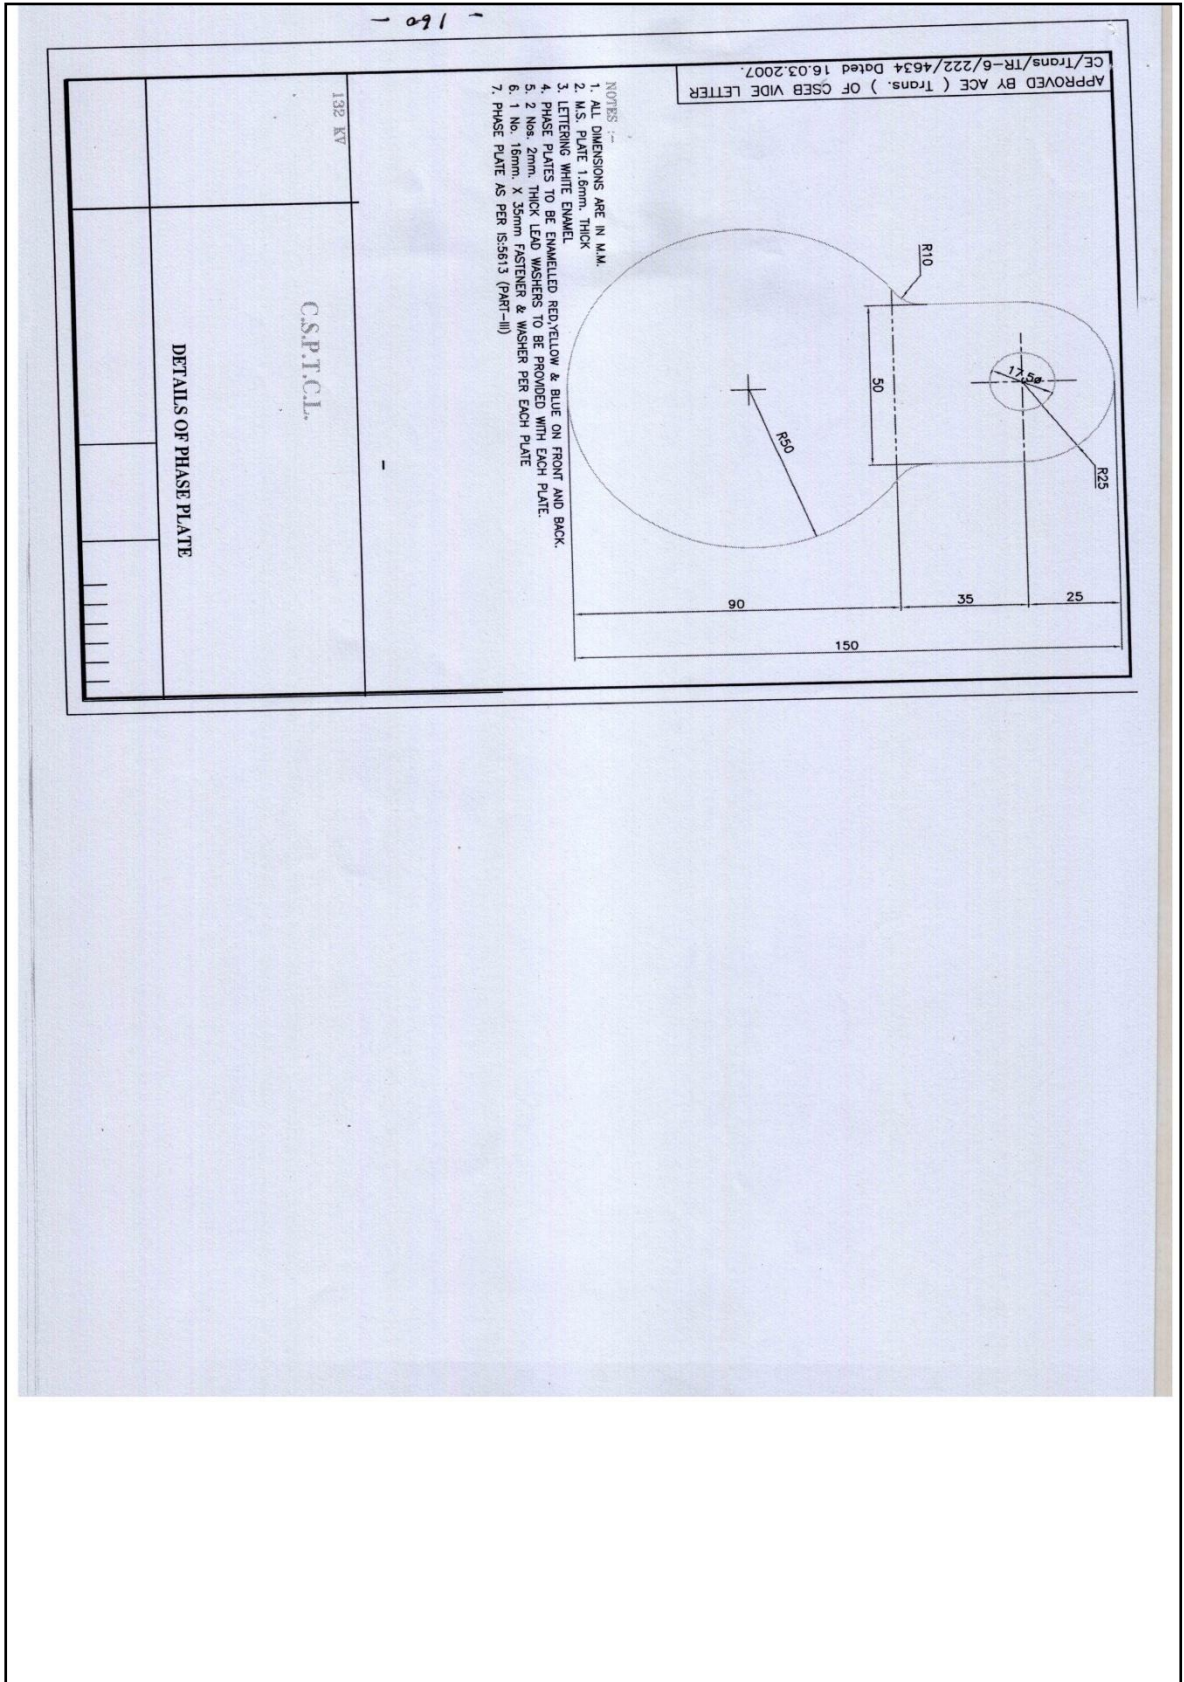 - 160 -
APPROVED BY ACE ( Trans. ) OF CSEB VIDE LETTER
CE/Trans/TR-6/222/4634 Dated 16.03.2007.
R10
50
17.5ø
R25
R50
90
35
25
150
NOTES :-
1. ALL DIMENSIONS ARE IN M.M.
2. M.S. PLATE 1.6mm. THICK
3. LETTERING WHITE ENAMEL
4. PHASE PLATES TO BE ENAMELLED RED,YELLOW & BLUE ON FRONT AND BACK.
5. 2 Nos. 2mm. THICK LEAD WASHERS TO BE PROVIDED WITH EACH PLATE.
6. 1 No. 16mm. X 35mm FASTENER & WASHER PER EACH PLATE
7. PHASE PLATE AS PER IS:5613 (PART-III)
-
132 KV
C.S.P.T.C.L.
DETAILS OF PHASE PLATE